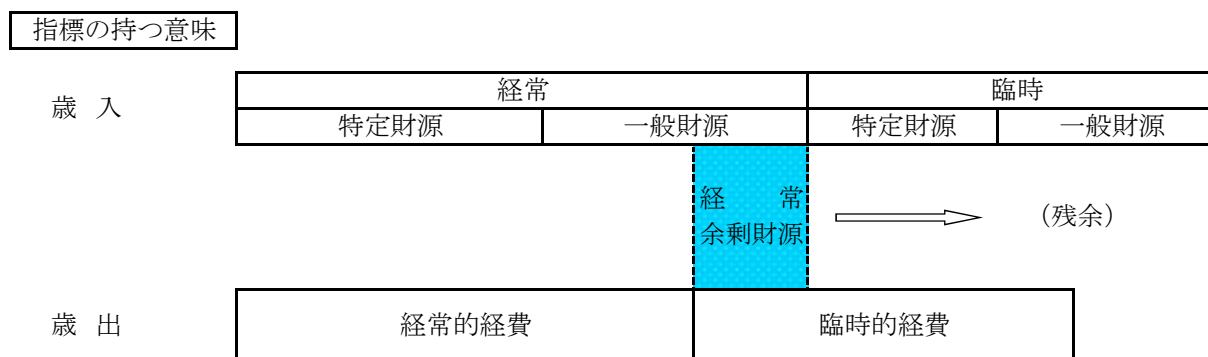 指標の持つ意味
歳 入
経常
臨時
特定財源
一般財源
特定財源
一般財源
経 常
余剰財源
（残余）
歳 出
経常的経費
臨時的経費